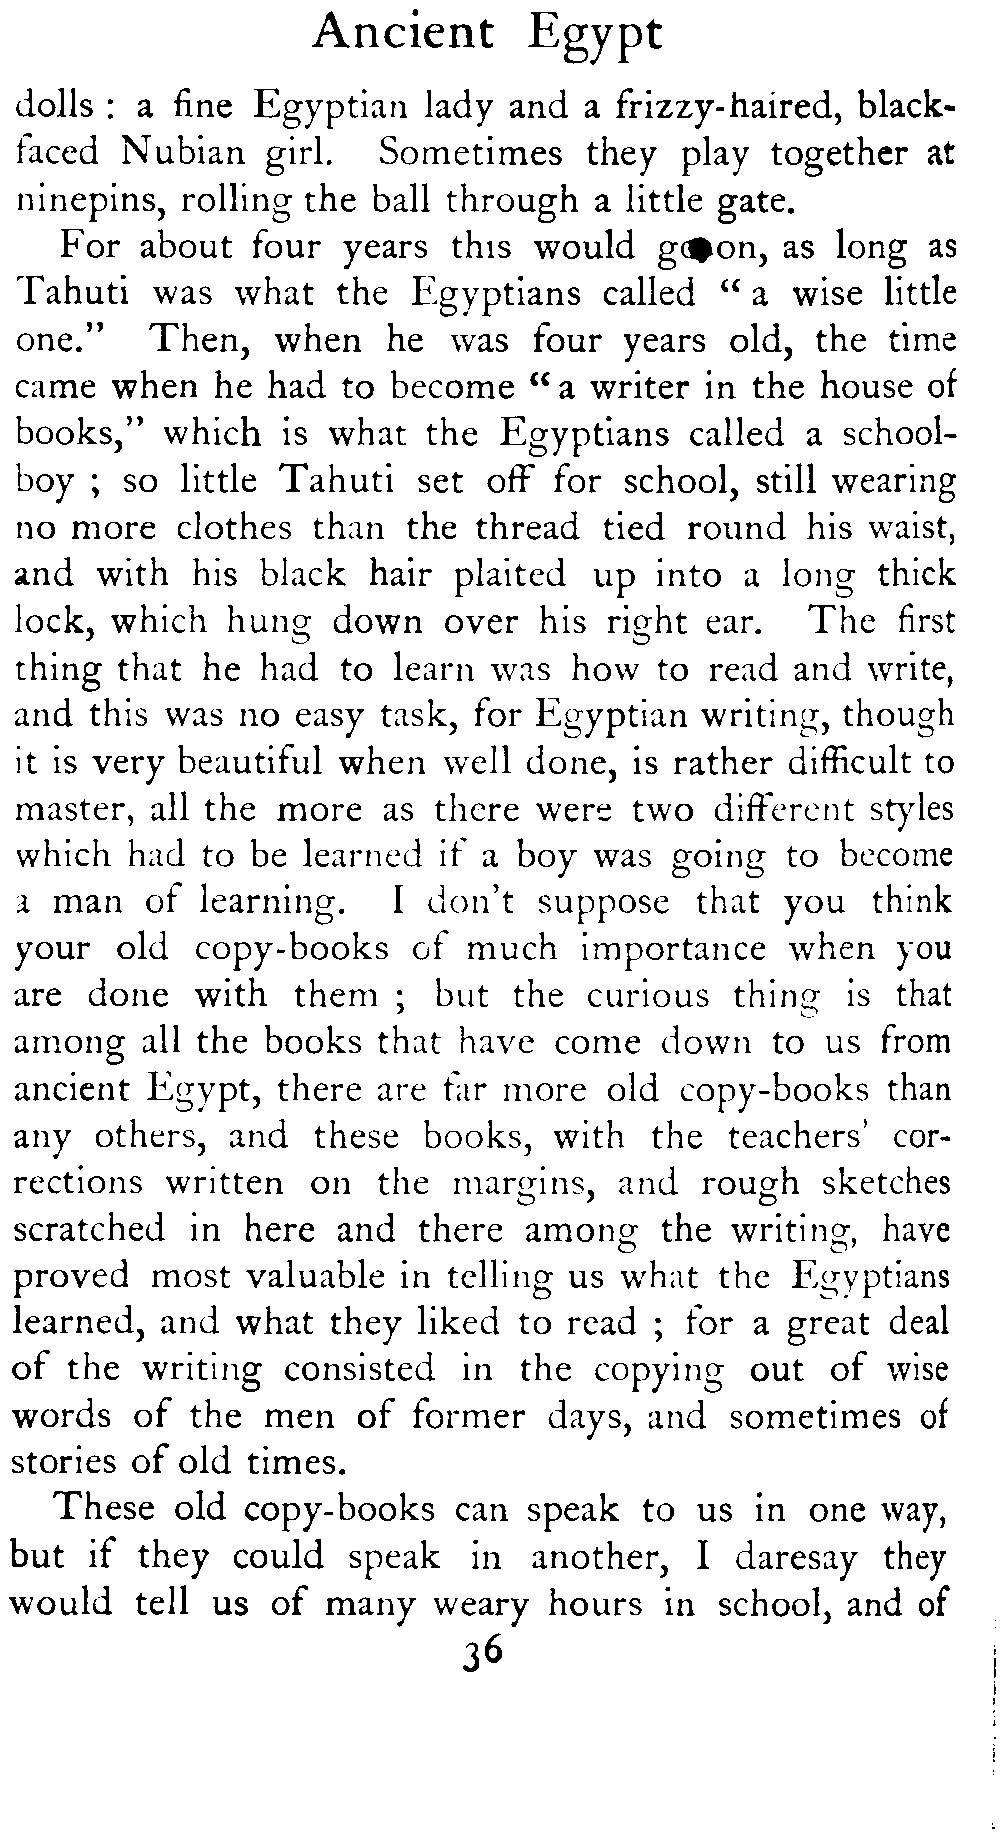 Ancient Egypt
dolls : a fine Egyptian lady and a frizzy-haired, black-
faced Nubian girl. Sometimes they play together at
ninepins, rolling the ball through a little gate.
For about four years this would go on, as long as
Tahuti was what the Egyptians called “ a wise little
one.” Then, when he was four years old, the time
came when he had to become “ a writer in the house of
books,” which is what the Egyptians called a school-
boy ; so little Tahuti set off for school, still wearing
no more clothes than the thread tied round his waist,
and with his black hair plaited up into a long thick
lock, which hung down over his right ear. The first
thing that he had to learn was how to read and write,
and this was no easy task, for Egyptian writing, though
it is very beautiful when well done, is rather difficult to
master, all the more as there were two different styles
which had to be learned if a boy was going to become
a man of learning. I don't suppose that you think
your old copy-books of much importance when you
are done with them ; but the curious thing is that
among all the books that have come down to us from
ancient Egypt, there are far more old copy-books than
any others, and these books, with the teachers' cor-
rections written on the margins, and rough sketches
scratched in here and there among the writing, have
proved most valuable in telling us what the Egyptians
learned, and what they liked to read ; for a great deal
of the writing consisted in the copying out of wise
words of the men of former days, and sometimes of
stories of old times.
These old copy-books can speak to us in one way,
but if they could speak in another, I daresay they
would tell us of many weary hours in school, and of
36